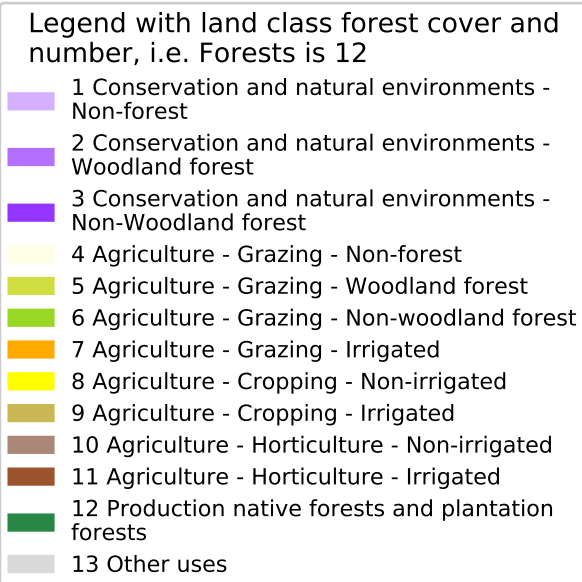 Legend with land class forest cover and
number, i.e. Forests is 12
1 Conservation and natural environments -
Non-forest
2 Conservation and natural environments -
Woodland forest
3 Conservation and natural environments -
Non-Woodland forest
4 Agriculture - Grazing - Non-forest
5 Agriculture - Grazing - Woodland forest
6 Agriculture - Grazing - Non-woodland forest
7 Agriculture - Grazing - Irrigated
8 Agriculture - Cropping - Non-irrigated
9 Agriculture - Cropping - Irrigated
10 Agriculture - Horticulture - Non-irrigated
11 Agriculture - Horticulture - Irrigated
12 Production native forests and plantation
forests
13 Other uses